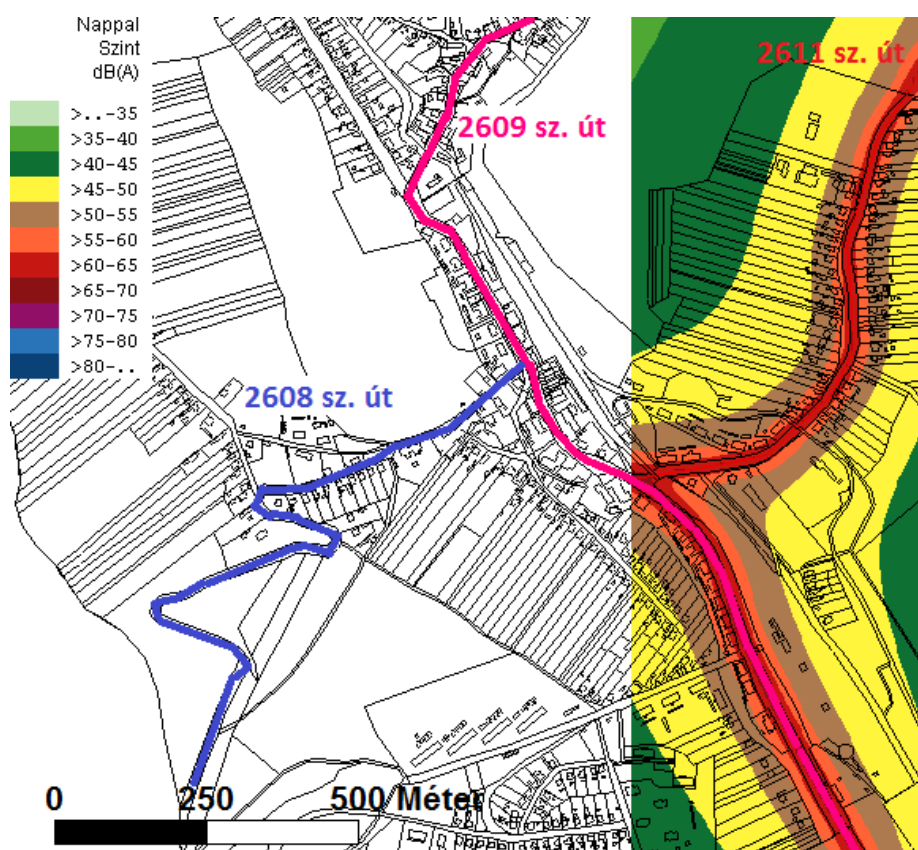 Nappal
Szint
dB(A)
>..-35
>35-40
>40-45
>45-50
>50-55
>55-60
>60-65
>65-70
>70-75
>75-80
>80-..
2611 sz. út
2609 sz. út
2608 sz. út
0 250 500 Méter